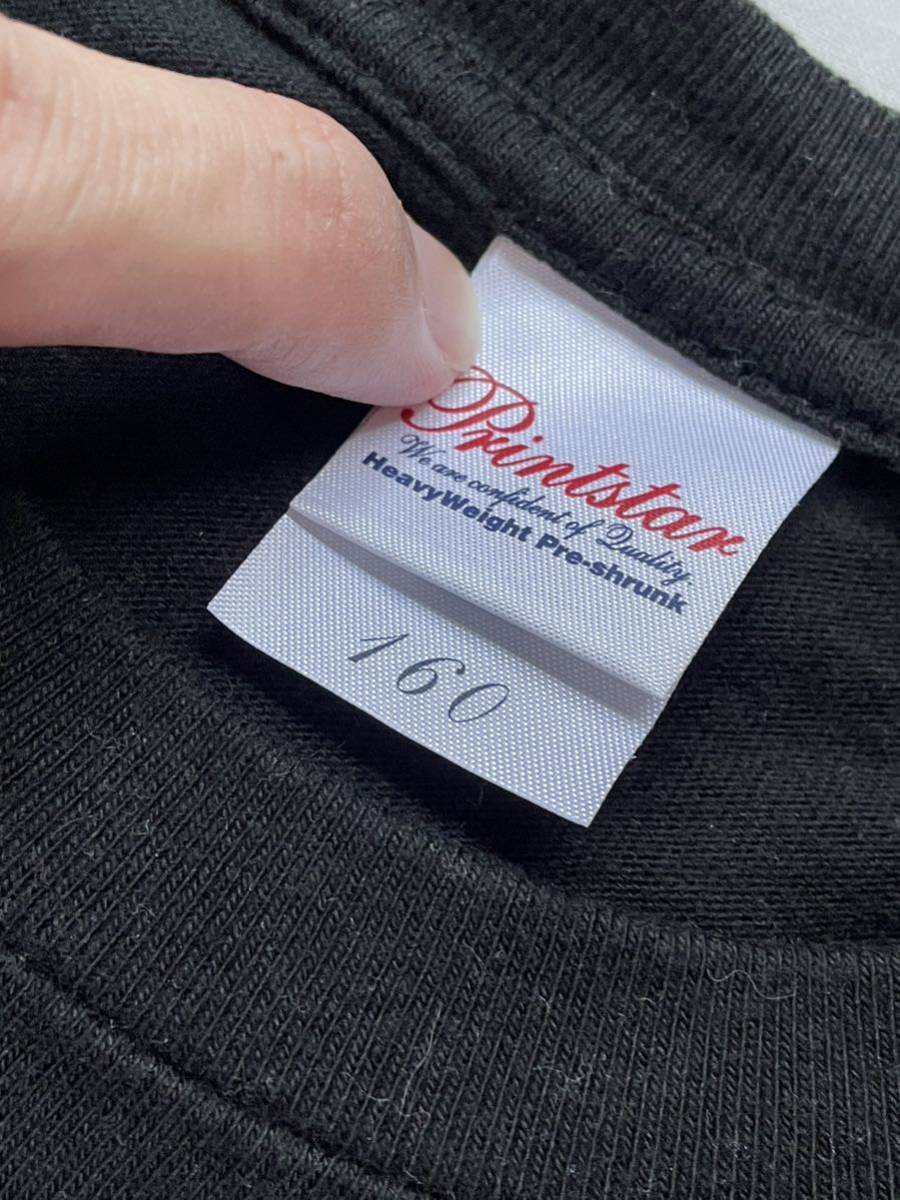 Printstar
We are confident of Quality.
HeavyWeight Pre-shrunk
160